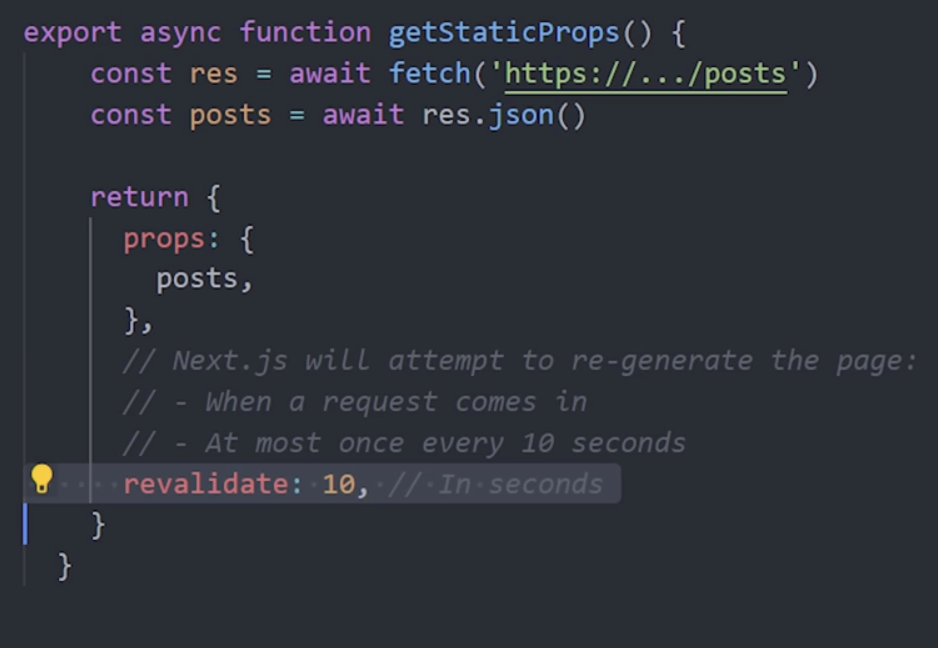 export async function getStaticProps() {
const res = await fetch('https://.../posts')
const posts = await res.json()
return {
props: {
posts,
},
// Next.js will attempt to re-generate the page:
// - When a request comes in
// - At most once every 10 seconds
revalidate: 10, // In seconds
}
}